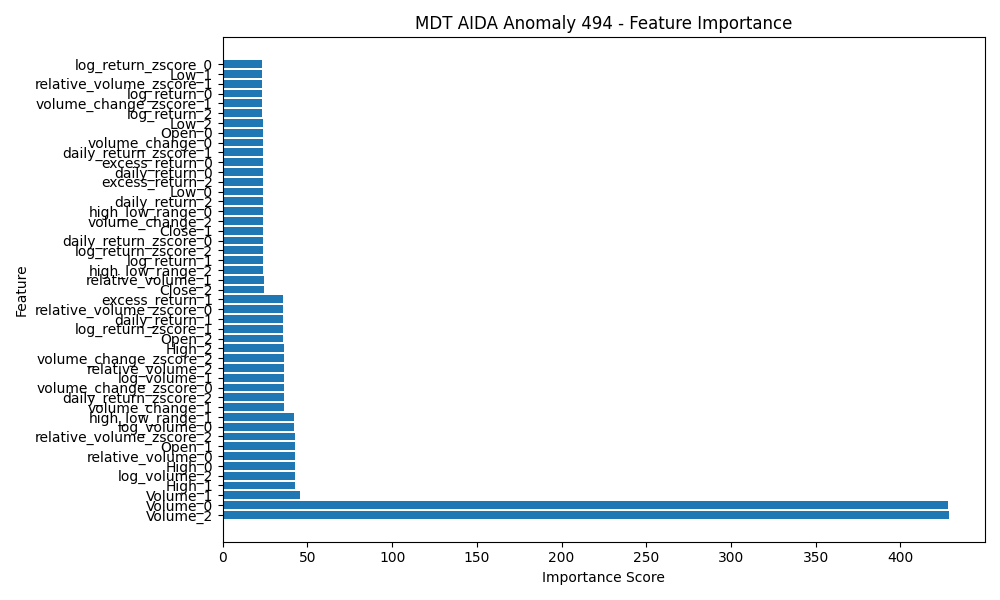 MDT AIDA Anomaly 494 - Feature Importance
Feature
log_return_zscore_0
Low_1
relative_volume_zscore_1
log_return_0
volume_change_zscore_1
log_return_2
Low_2
Open_0
volume_change_0
daily_return_zscore_1
excess_return_0
daily_return_0
excess_return_2
Low_0
daily_return_2
high_low_range_0
volume_change_2
Close_1
daily_return_zscore_0
log_return_zscore_2
log_return_1
high_low_range_2
relative_volume_1
Close_2
excess_return_1
relative_volume_zscore_0
daily_return_1
log_return_zscore_1
Open_2
High_2
volume_change_zscore_2
relative_volume_2
log_volume_1
volume_change_zscore_0
daily_return_zscore_2
volume_change_1
high_low_range_1
log_volume_0
relative_volume_zscore_2
Open_1
relative_volume_0
High_0
log_volume_2
High_1
Volume_1
Volume_0
Volume_2
0 50 100 150 200 250 300 350 400
Importance Score